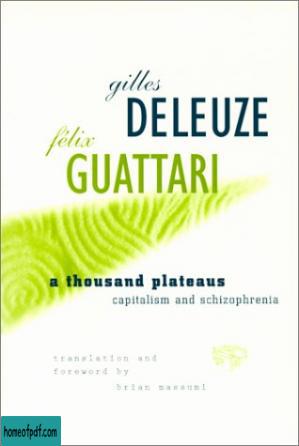 gilles
DELEUZE
félix
GUATTARI
a thousand plateaus
capitalism and schizophrenia
translation and
foreword by
brian massumi
homeofpdf.com